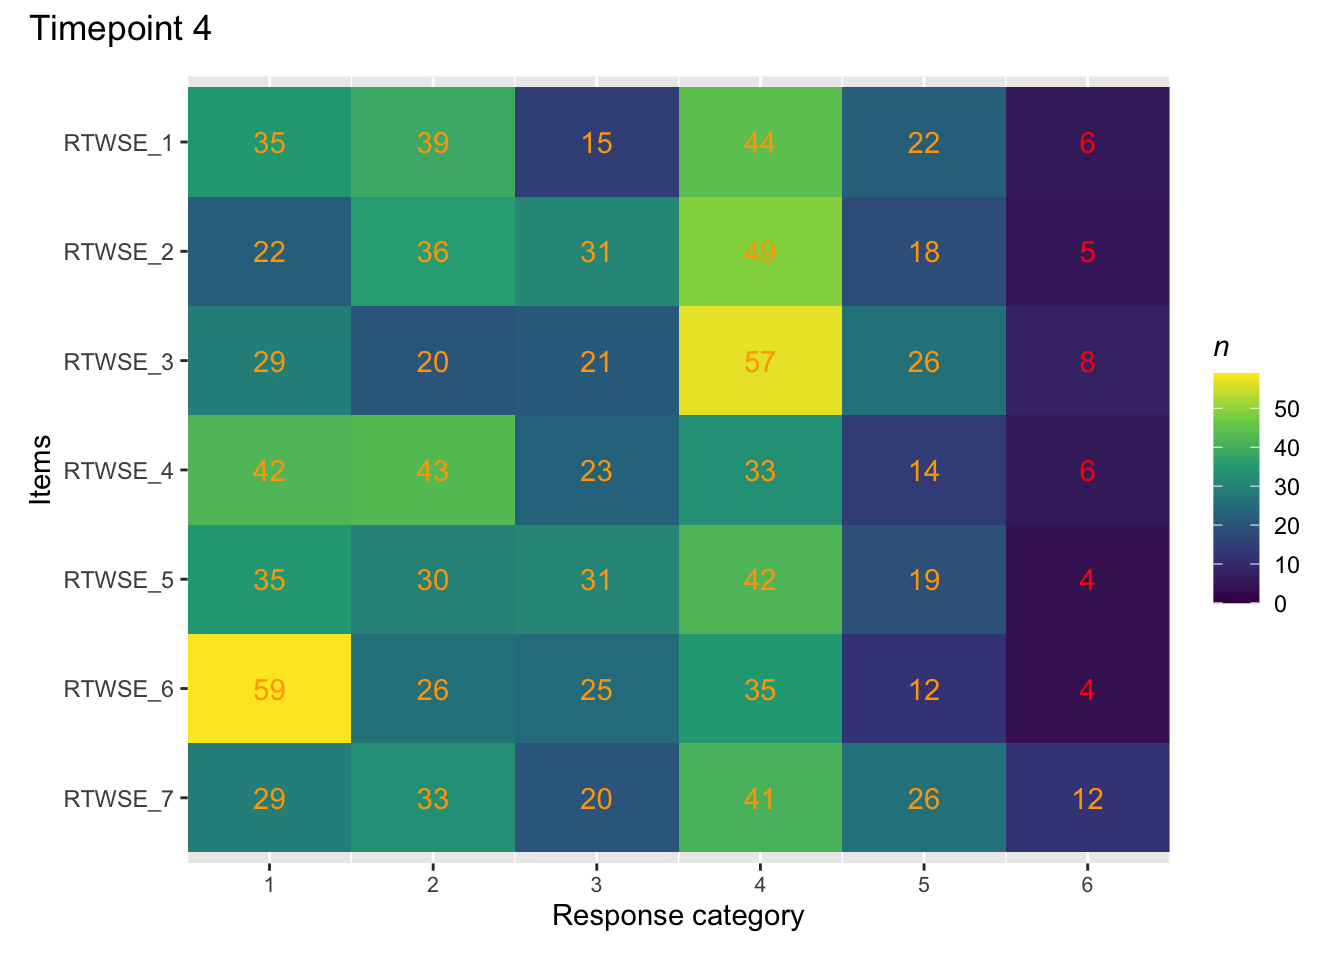 Timepoint 4
RTWSE_1 35 39 15 44 22 6
RTWSE_2 22 36 31 49 18 5
RTWSE_3 29 20 21 57 26 8
RTWSE_4 42 43 23 33 14 6
RTWSE_5 35 30 31 42 19 4
RTWSE_6 59 26 25 35 12 4
RTWSE_7 29 33 20 41 26 12
1 2 3 4 5 6
Response category
Items
n
50
40
30
20
10
0